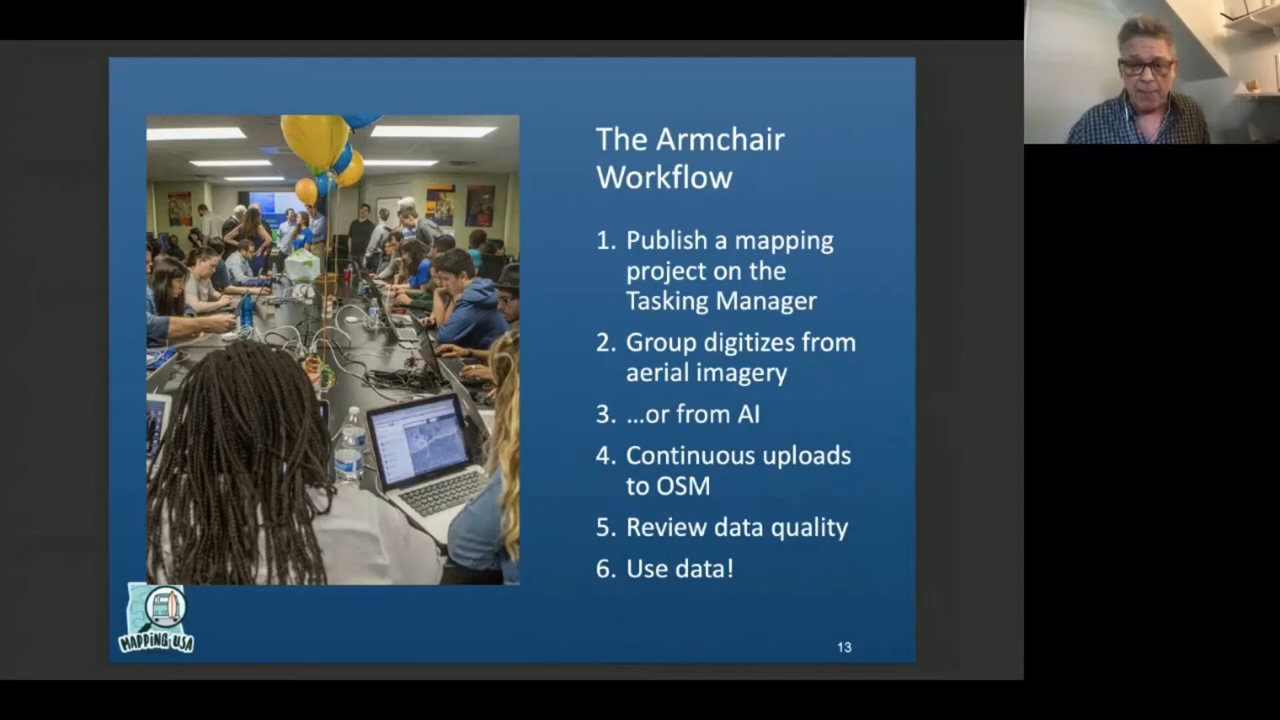 The Armchair
Workflow
1. Publish a mapping
project on the
Tasking Manager
2. Group digitizes from
aerial imagery
3. ...or from AI
4. Continuous uploads
to OSM
5. Review data quality
6. Use data!
MAPPING USA
13